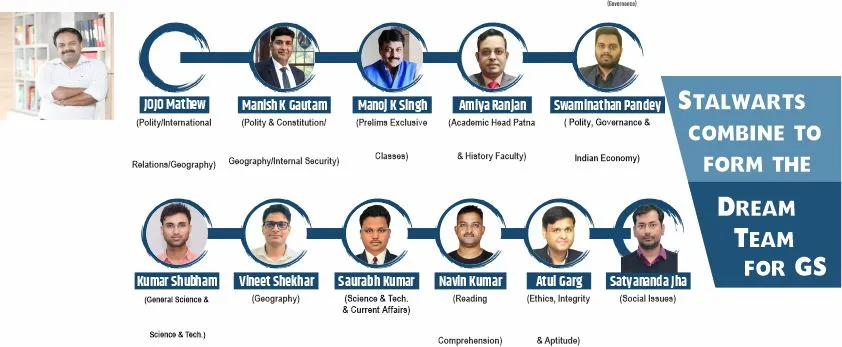 (Governance)
JOJO Mathew
(Polity/International
Relations/Geography)
Manish K Gautam
(Polity & Constitution/
Geography/Internal Security)
Manoj K Singh
(Prelims Exclusive
Classes)
Amiya Ranjan
(Academic Head Patna
& History Faculty)
Swaminathan Pandey
( Polity, Governance &
Indian Economy)
STALWARTS
COMBINE TO
FORM THE
DREAM
TEAM
FOR GS
Kumar Shubham
(General Science &
Science & Tech.)
Vineet Shekhar
(Geography)
Saurabh Kumar
(Science & Tech.
& Current Affairs)
Navin Kumar
(Reading
Comprehension)
Atul Garg
(Ethics, Integrity
& Aptitude)
Satyananda Jha
(Social Issues)